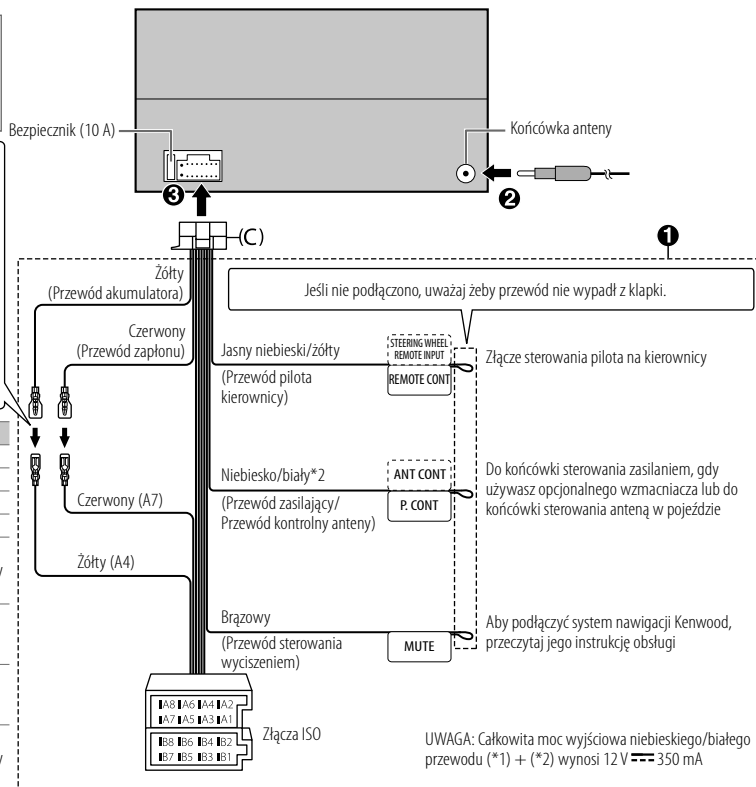 Bezpiecznik (10 A)
Końcówka anteny
❸
❷
(C)
❶
Żółty
(Przewód akumulatora)
Jeśli nie podłączono, uważaj żeby przewód nie wypadł z klapki.
Czerwony
(Przewód zapłonu)
Jasny niebieski/żółty
(Przewód pilota
kierownicy)
STEERING WHEEL
REMOTE INPUT
REMOTE CONT
Złącze sterowania pilota na kierownicy
Niebiesko/biały*2
(Przewód zasilający/
Przewód kontrolny anteny)
ANT CONT
P. CONT
Do końcówki sterowania zasilaniem, gdy
używasz opcjonalnego wzmacniacza lub do
końcówki sterowania anteną w pojeździe
Czerwony (A7)
Żółty (A4)
Brązowy
(Przewód sterowania
wyciszeniem)
MUTE
Aby podłączyć system nawigacji Kenwood,
przeczytaj jego instrukcję obsługi
A8 A6 A4 A2
A7 A5 A3 A1
B8 B6 B4 B2
B7 B5 B3 B1
Złącza ISO
UWAGA: Całkowita moc wyjściowa niebieskiego/białego
przewodu (*1) + (*2) wynosi 12 V ⎓ 350 mA